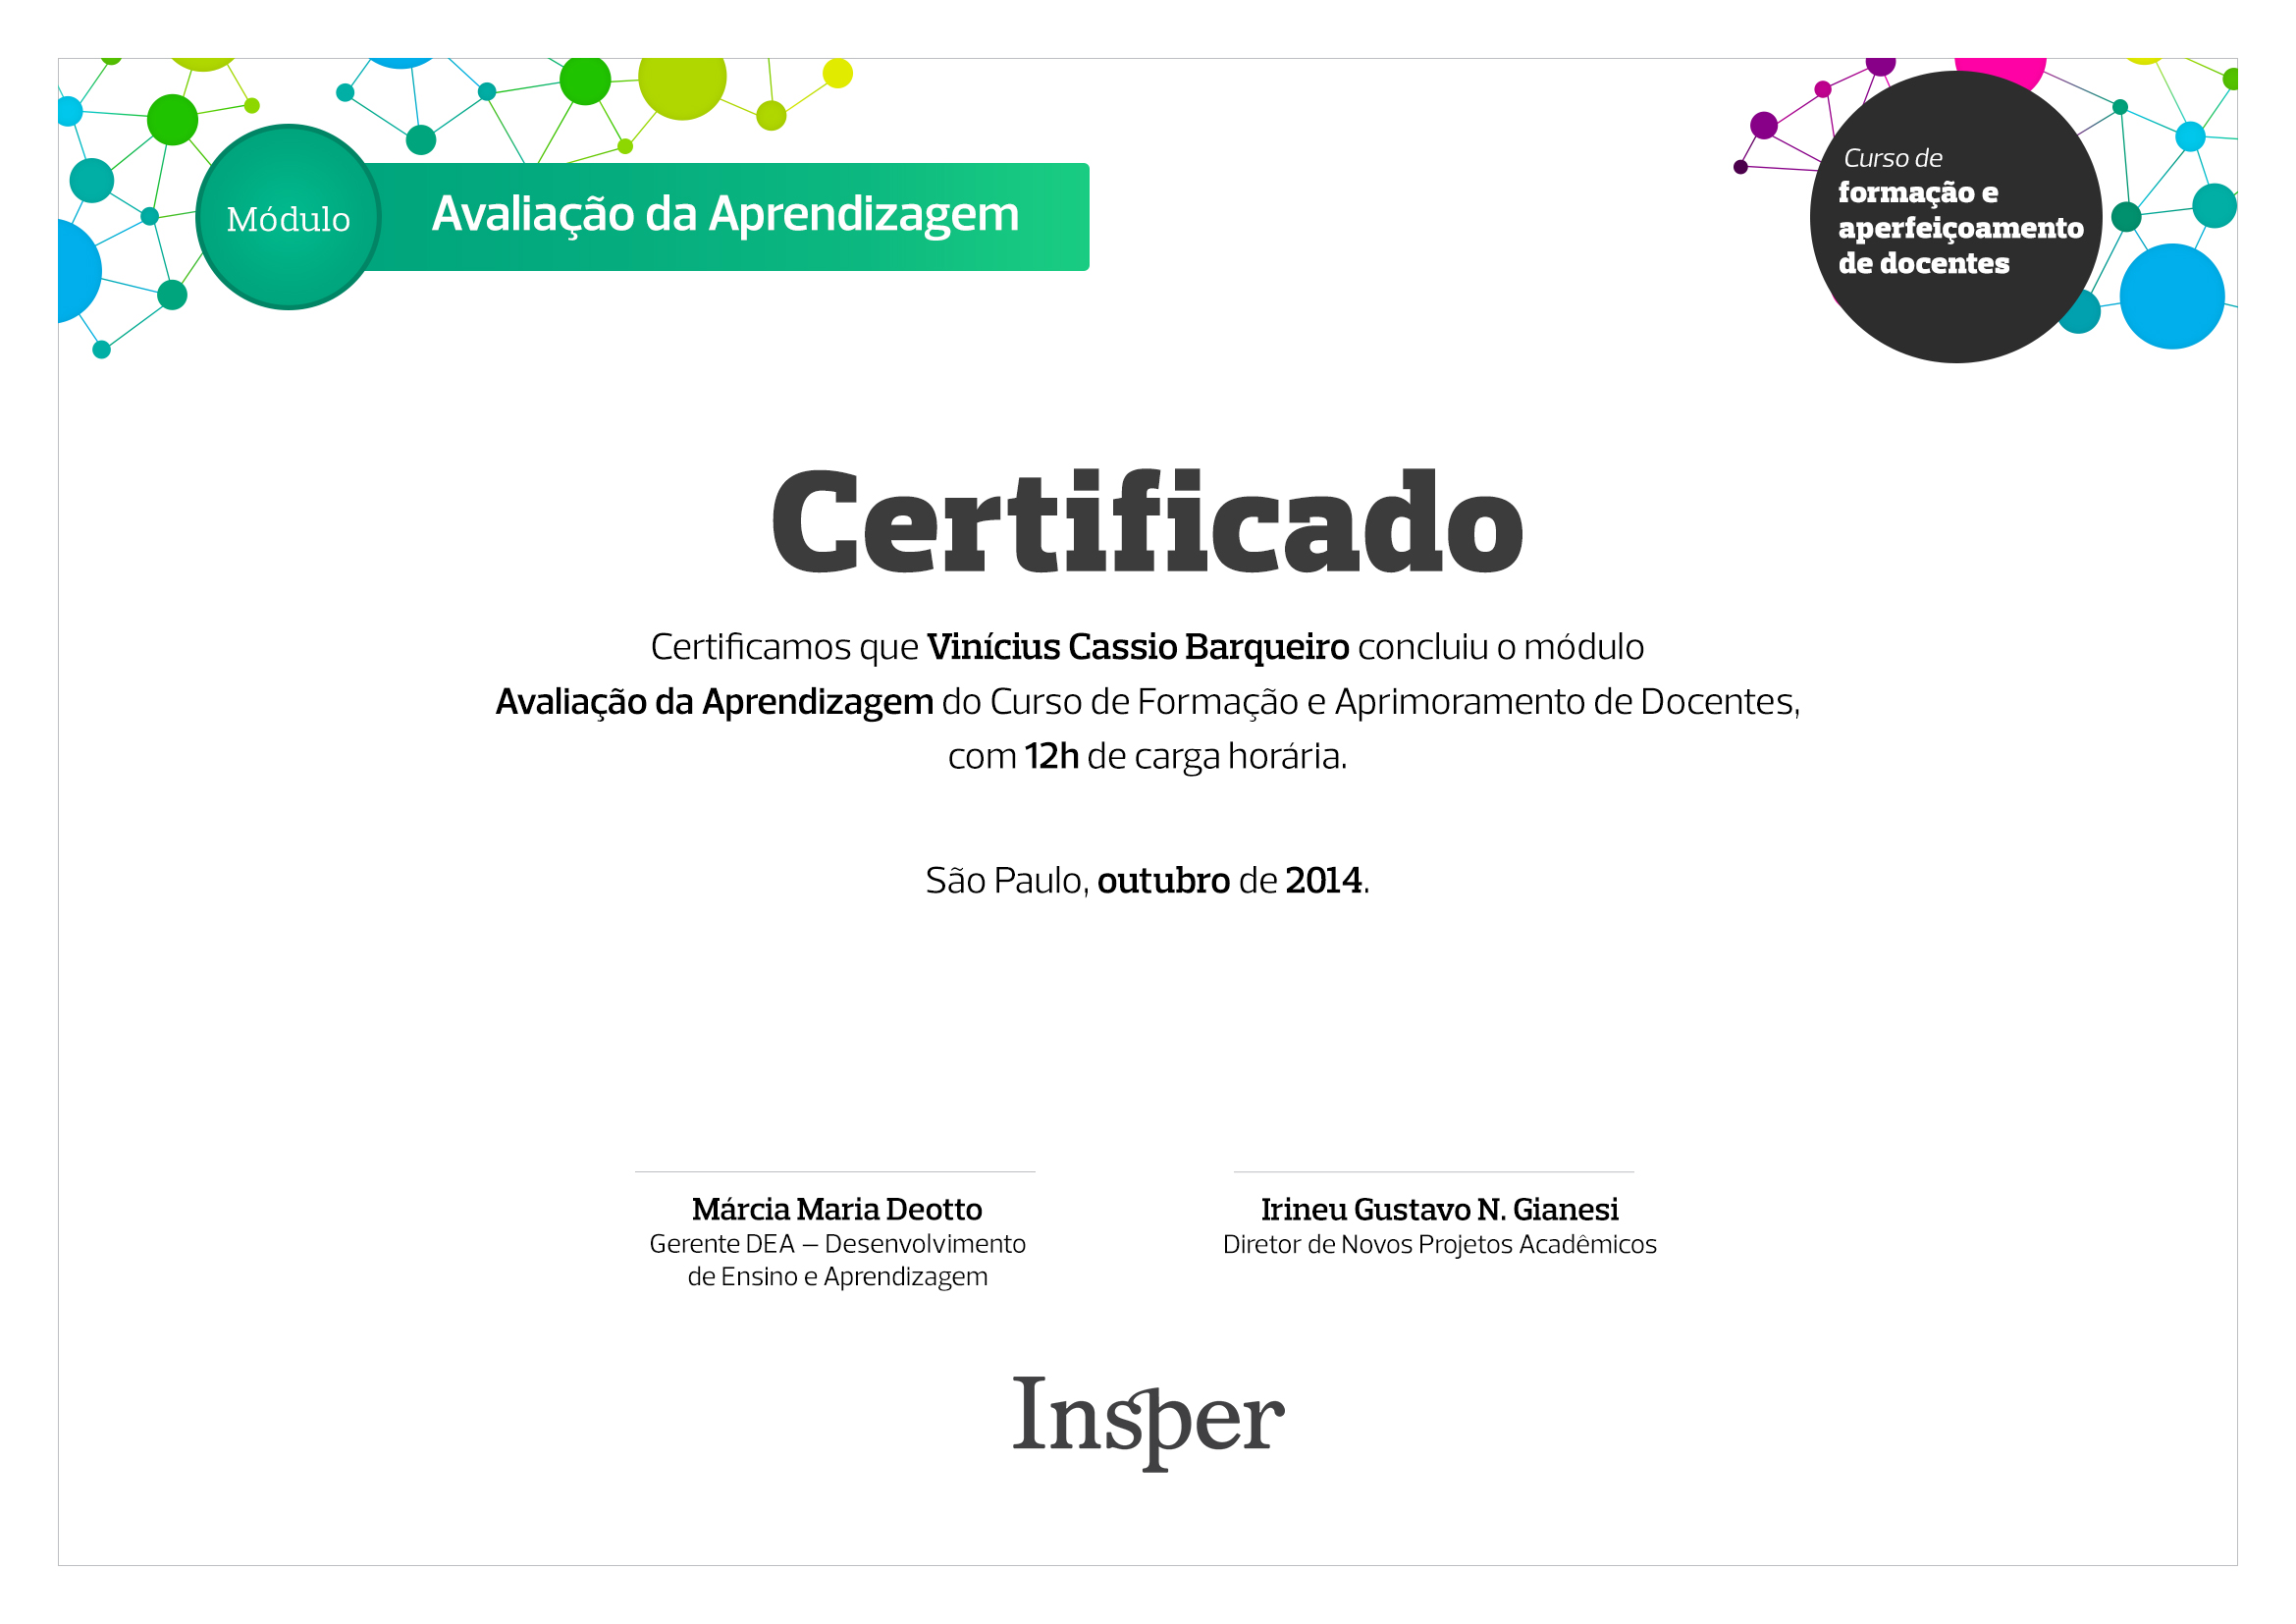 Módulo
Avaliação da Aprendizagem
Curso de
formação e
aperfeiçoamento
de docentes
Certificado
Certificamos que Vinícius Cassio Barqueiro concluiu o módulo
Avaliação da Aprendizagem do Curso de Formação e Aprimoramento de Docentes,
com 12h de carga horária.
São Paulo, outubro de 2014.
Márcia Maria Deotto
Gerente DEA – Desenvolvimento
de Ensino e Aprendizagem
Irineu Gustavo N. Gianesi
Diretor de Novos Projetos Acadêmicos
Insper